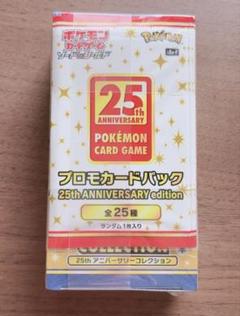 ポケモン
カードゲーム
ソード&シールド
Pokémon
25th
ANNIVERSARY
POKÉMON
CARD GAME
プロモカードパック
25th ANNIVERSARY edition
全25種
ランダム1枚入り
COLLECTION
25th アニバーサリーコレクション